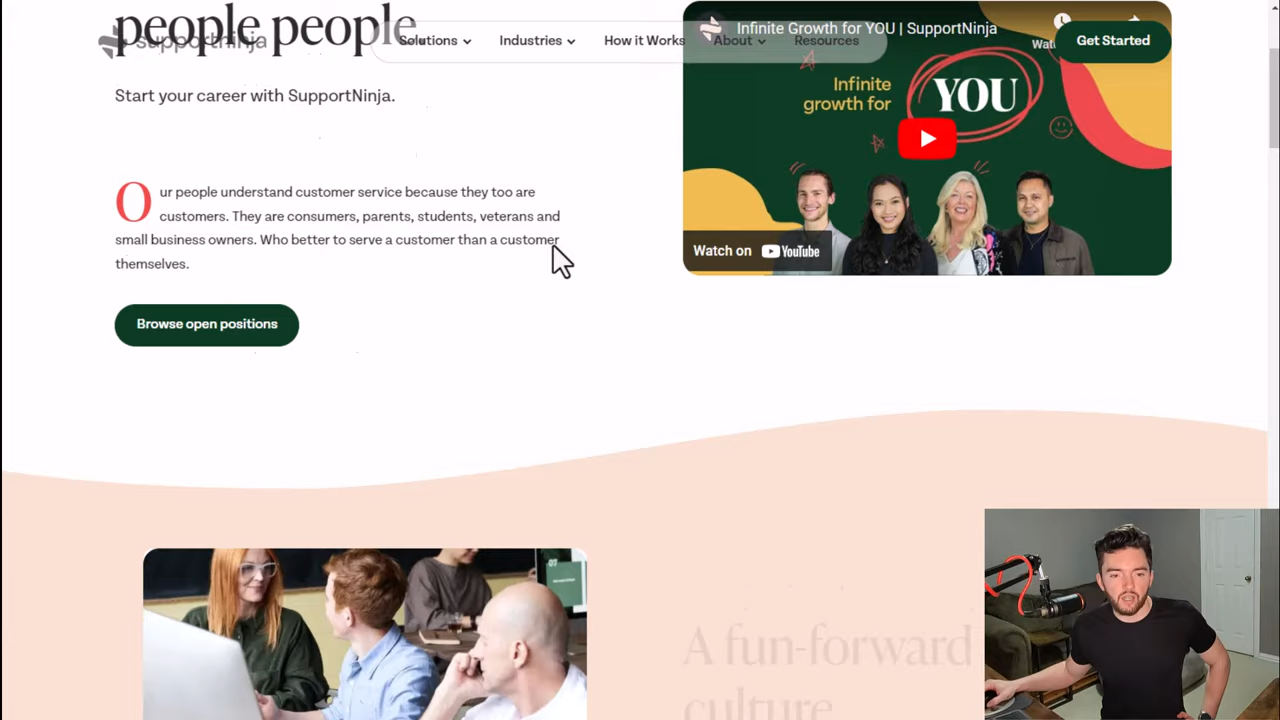 people people
supportninja
Solutions
Industries
How it Works
About
Resources
Get Started
Start your career with SupportNinja.
Our people understand customer service because they too are
customers. They are consumers, parents, students, veterans and
small business owners. Who better to serve a customer than a customer
themselves.
Browse open positions
Infinite Growth for YOU | SupportNinja
Infinite
growth for
YOU
Watch on YouTube
A fun-forward
culture